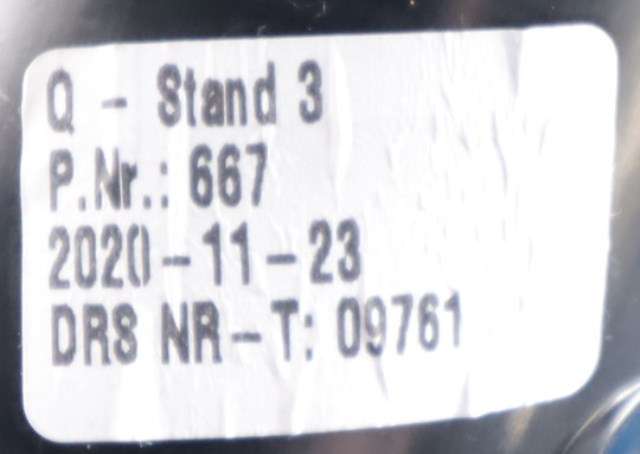 Q - Stand 3
P.Nr.: 667
2020-11-23
DRS NR-T: 09761